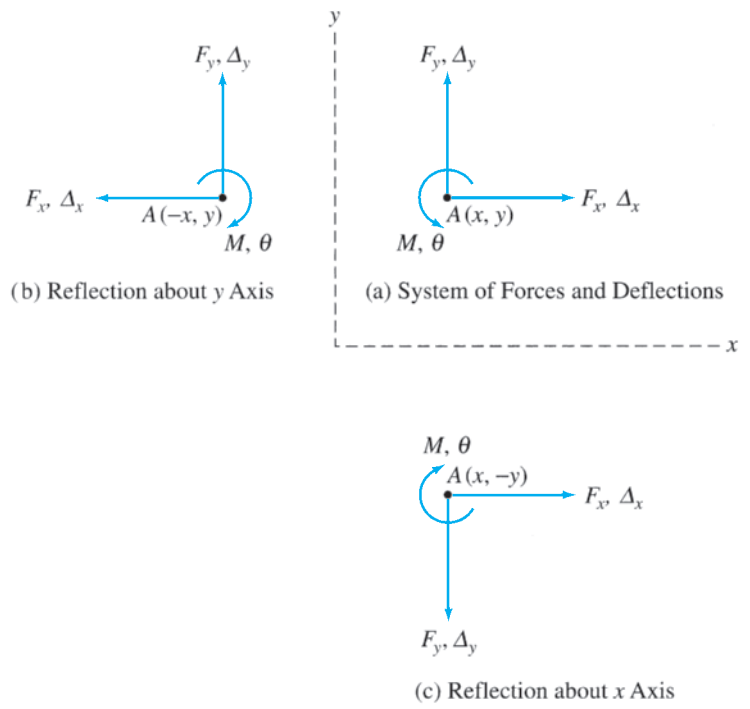 y
F_y, Δ_y
F_x, Δ_x
A(−x, y)
M, θ
(b) Reflection about y Axis
F_y, Δ_y
F_x, Δ_x
A(x, y)
M, θ
(a) System of Forces and Deflections
x
M, θ
A(x, −y)
F_x, Δ_x
F_y, Δ_y
(c) Reflection about x Axis